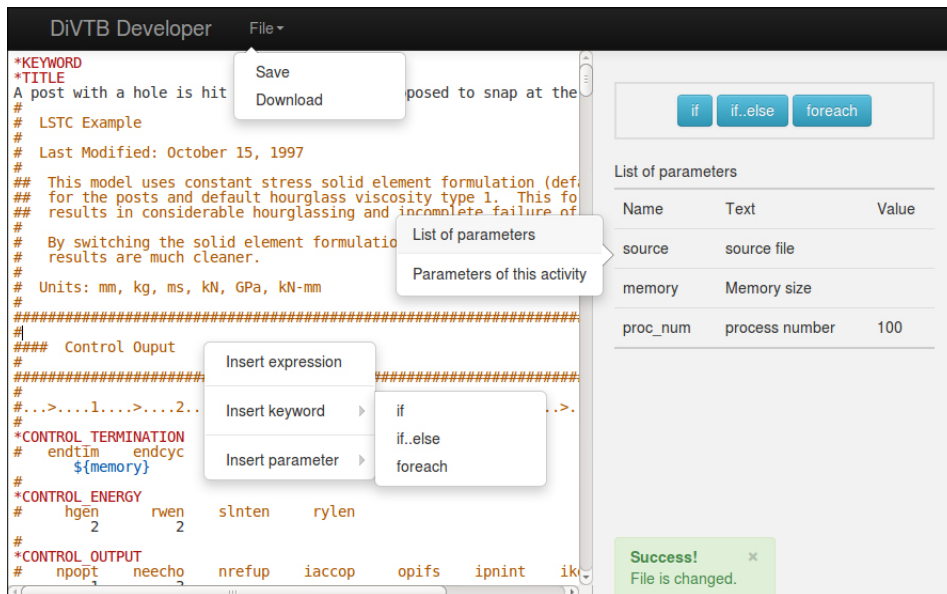 DiVTB Developer File
Save
Download
*KEYWORD
*TITLE
A post with a hole is hit posed to snap at the
#
# LSTC Example
#
# Last Modified: October 15, 1997
#
## This model uses constant stress solid element formulation (defa
## for the posts and default hourglass viscosity type 1. This fo
## results in considerable hourglassing and incomplete failure of
#
# By switching the solid element formulatio
# results are much cleaner.
#
# Units: mm, kg, ms, kN, GPa, kN-mm
#
####################################################################
#
#### Control Ouput
#
####################################################################
#
#...>....1....>....2.. ..>.
#
*CONTROL_TERMINATION
# endtim endcyc
${memory}
#
*CONTROL_ENERGY
# hgen rwen slnten rylen
2 2
#
*CONTROL_OUTPUT
# npopt neecho nrefup iaccop opifs ipnint
List of parameters
Parameters of this activity
Insert expression
Insert keyword
Insert parameter
if
if..else
foreach
if if..else foreach
List of parameters
Name Text Value
source source file
memory Memory size
proc_num process number 100
Success! ×
File is changed.